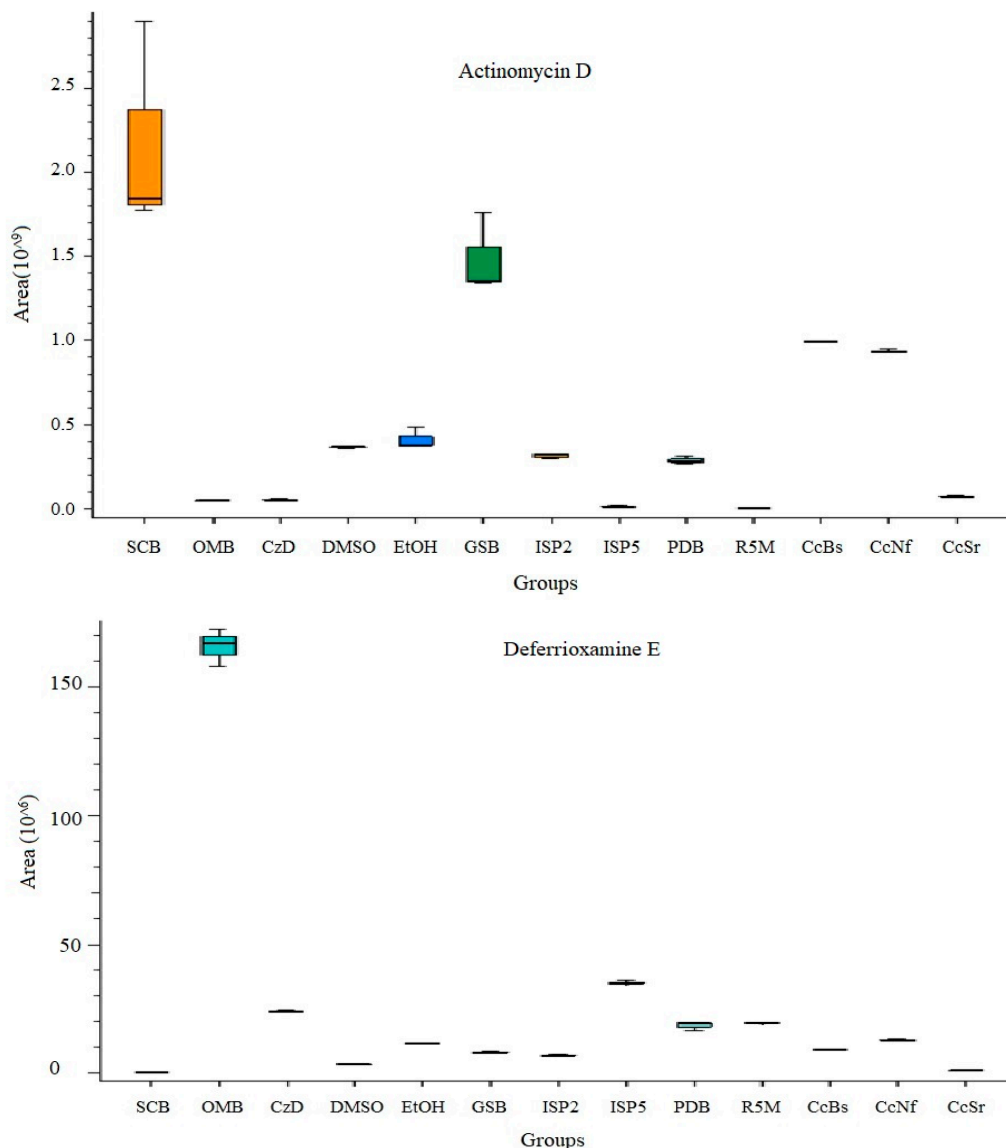 Actinomycin D
2.5
2.0
1.5
1.0
0.5
0.0
Area(10^9)
SCB OMB CzD DMSO EtOH GSB ISP2 ISP5 PDB R5M CcBs CcNf CcSr
Groups
Deferrioxamine E
150
100
50
0
Area (10^6)
SCB OMB CzD DMSO EtOH GSB ISP2 ISP5 PDB R5M CcBs CcNf CcSr
Groups